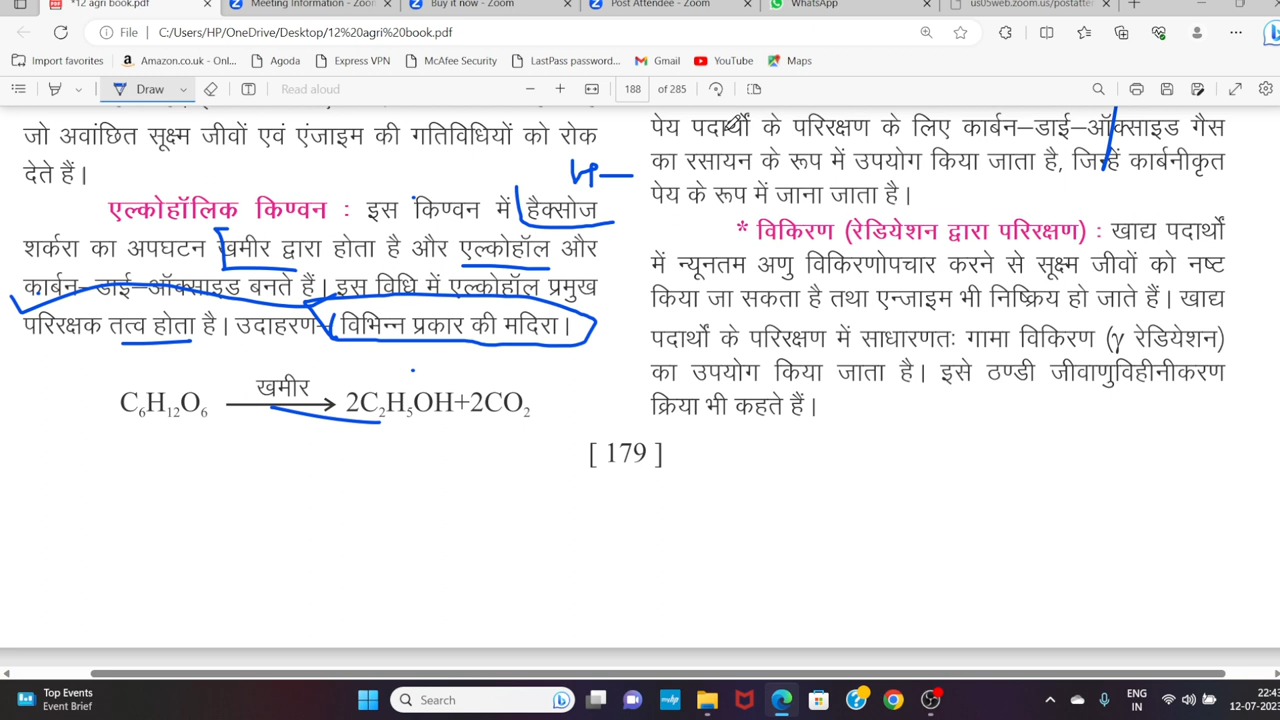 *12 agri book.pdf
Meeting Information - Zoom
Buy it now - Zoom
Post Attendee - Zoom
WhatsApp
us05web.zoom.us/postatten
File C:/Users/HP/OneDrive/Desktop/12%20agri%20book.pdf
Import favorites
Amazon.co.uk - Onl...
Agoda
Express VPN
McAfee Security
LastPass password...
Gmail
YouTube
Maps
Draw
Read aloud
188 of 285
जो अवांछित सूक्ष्म जीवों एवं एंजाइम की गतिविधियों को रोक
देते हैं।
एल्कोहॉलिक किण्वन : इस किण्वन में हैक्सोज
शर्करा का अपघटन खमीर द्वारा होता है और एल्कोहॉल और
कार्बन–डाई–ऑक्साइड बनते हैं। इस विधि में एल्कोहॉल प्रमुख
परिरक्षक तत्व होता है। उदाहरण– विभिन्न प्रकार की मदिरा।
खमीर
C₆H₁₂O₆ ⟶ 2C₂H₅OH+2CO₂
पेय पदार्थों के परिरक्षण के लिए कार्बन–डाई–ऑक्साइड गैस
का रसायन के रूप में उपयोग किया जाता है, जिन्हें कार्बनीकृत
पेय के रूप में जाना जाता है।
* विकिरण (रेडियेशन द्वारा परिरक्षण) : खाद्य पदार्थों
में न्यूनतम अणु विकिरणोपचार करने से सूक्ष्म जीवों को नष्ट
किया जा सकता है तथा एन्जाइम भी निष्क्रिय हो जाते हैं। खाद्य
पदार्थों के परिरक्षण में साधारणतः गामा विकिरण (γ रेडियेशन)
का उपयोग किया जाता है। इसे ठण्डी जीवाणुविहीनीकरण
क्रिया भी कहते हैं।
[ 179 ]
Top Events
Event Brief
Search
ENG
IN
22:43
12-07-2023